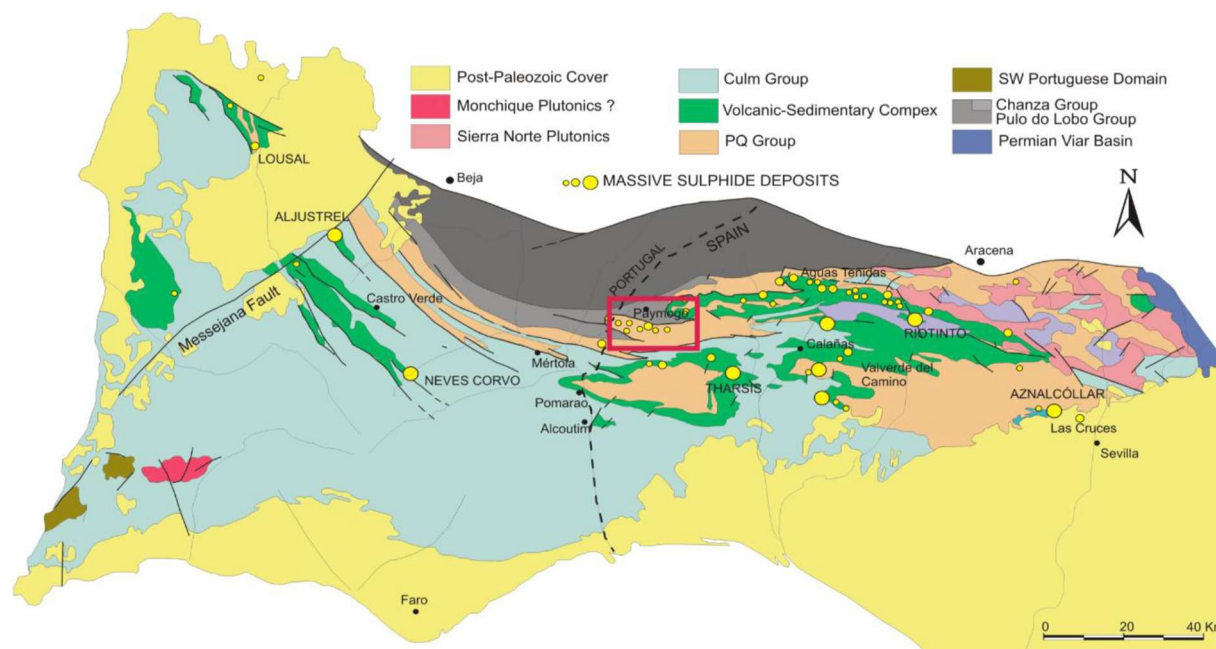 Post-Paleozoic Cover
Monchique Plutonics ?
Sierra Norte Plutonics
Culm Group
Volcanic-Sedimentary Compex
PQ Group
SW Portuguese Domain
Chanza Group
Pulo do Lobo Group
Permian Viar Basin
MASSIVE SULPHIDE DEPOSITS
N
LOUSAL
Beja
ALJUSTREL
PORTUGAL
SPAIN
Aracena
Aguas Teñidas
Messejana Fault
Castro Verde
Paymogo
RIOTINTO
Calañas
Mértola
NEVES CORVO
THARSIS
Valverde del
Camino
Pomarao
AZNALCÓLLAR
Alcoutim
Las Cruces
Sevilla
Faro
0 20 40 Km